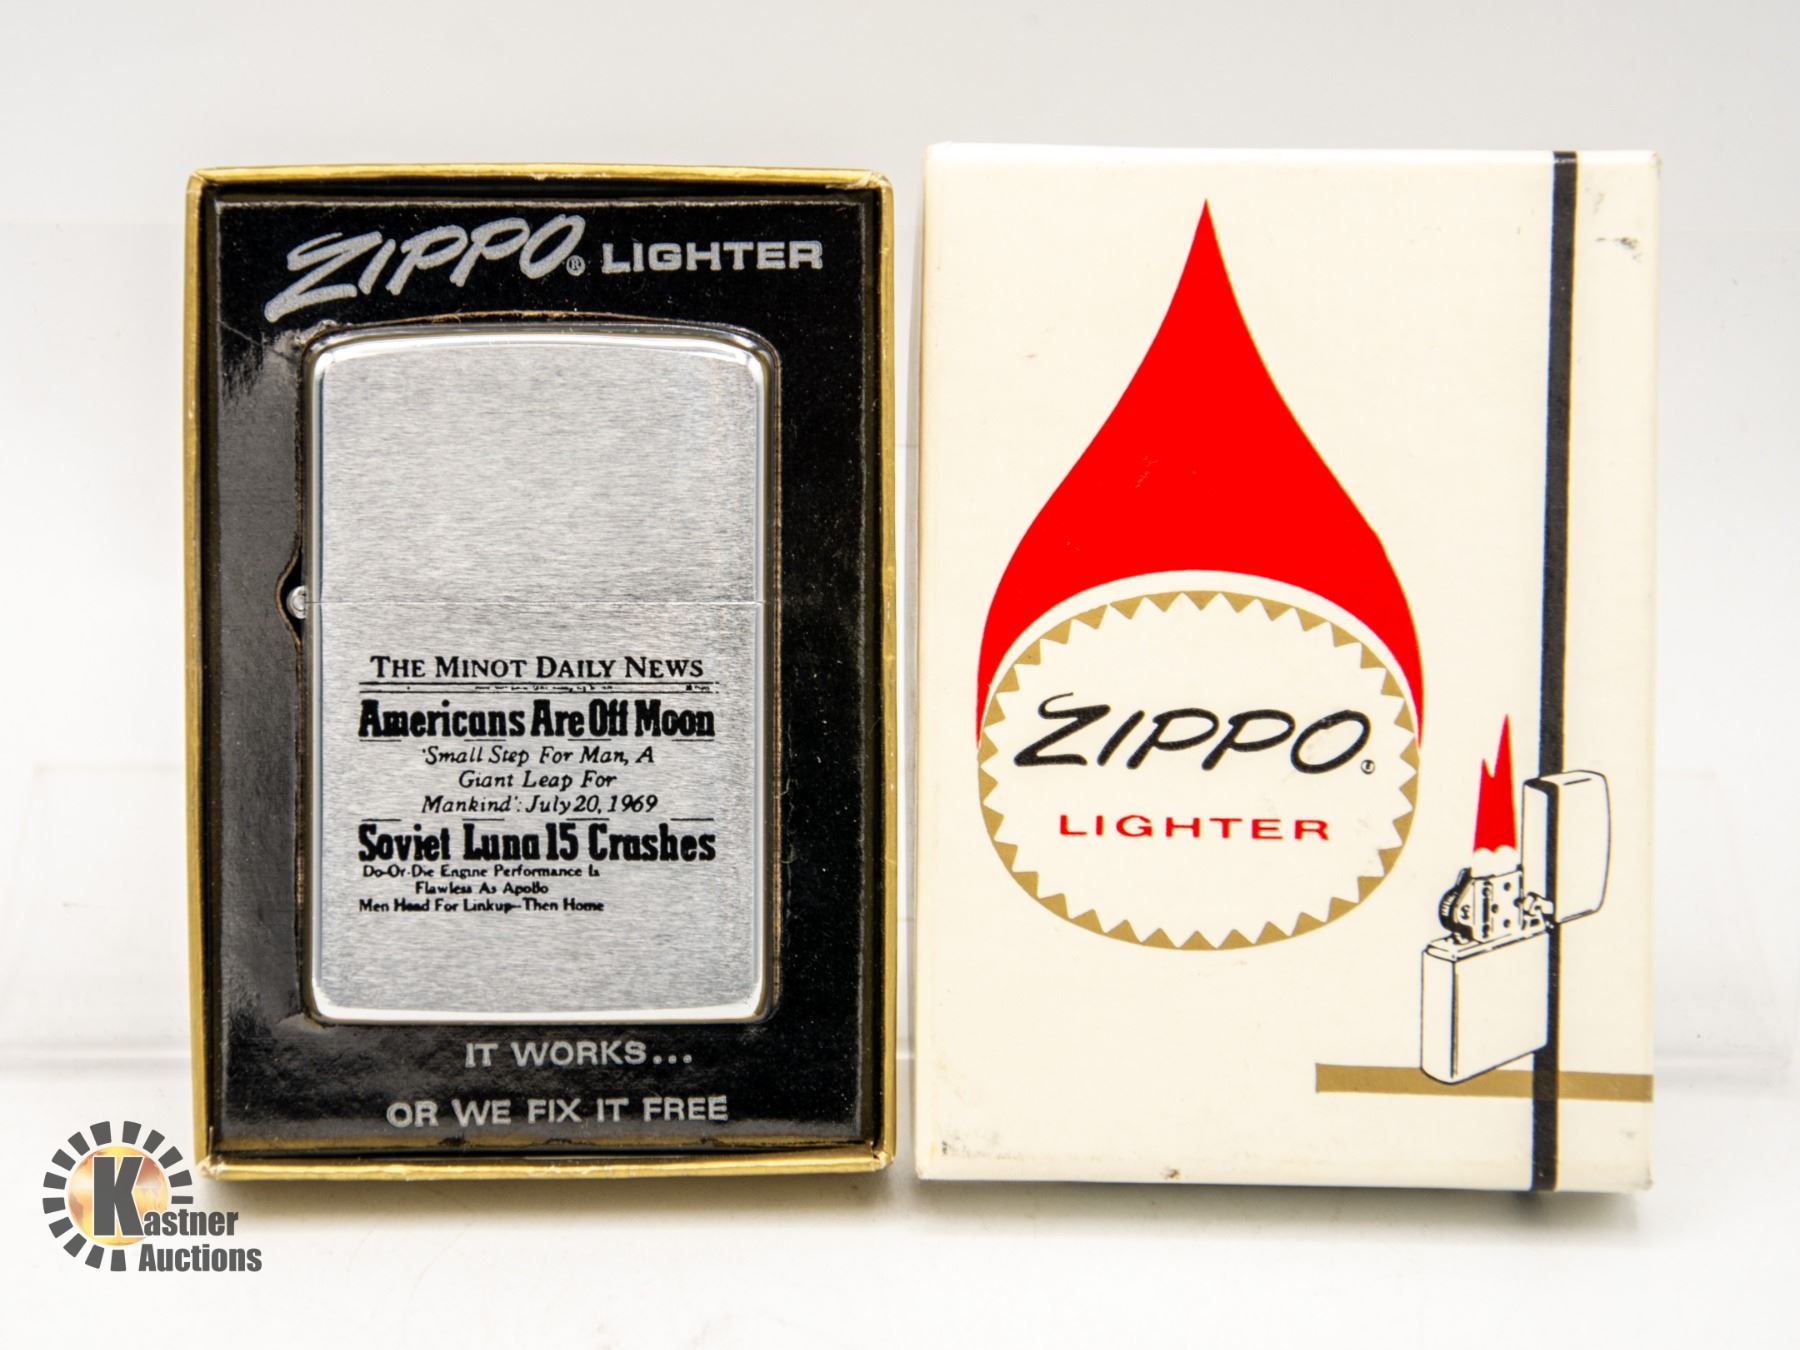 ZIPPO® LIGHTER
THE MINOT DAILY NEWS
Americans Are Off Moon
'Small Step For Man, A
Giant Leap For
Mankind': July 20, 1969
Soviet Luna 15 Crashes
Do-Or-Die Engine Performance Is
Flawless As Apollo
Men Head For Linkup—Then Home
IT WORKS...
OR WE FIX IT FREE
ZIPPO®
LIGHTER
Kastner
Auctions